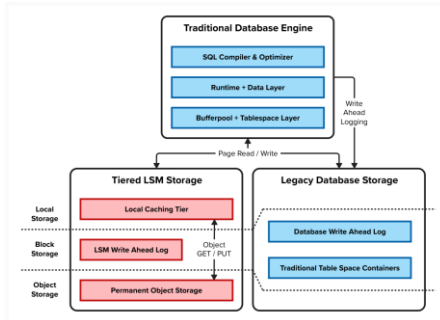 Traditional Database Engine
SQL Compiler & Optimizer
Runtime + Data Layer
Bufferpool + Tablespace Layer
Write
Ahead
Logging
Page Read / Write
Tiered LSM Storage
Legacy Database Storage
Local
Storage
Local Caching Tier
Block
Storage
LSM Write Ahead Log
Object
GET / PUT
Database Write Ahead Log
Traditional Table Space Containers
Object
Storage
Permanent Object Storage